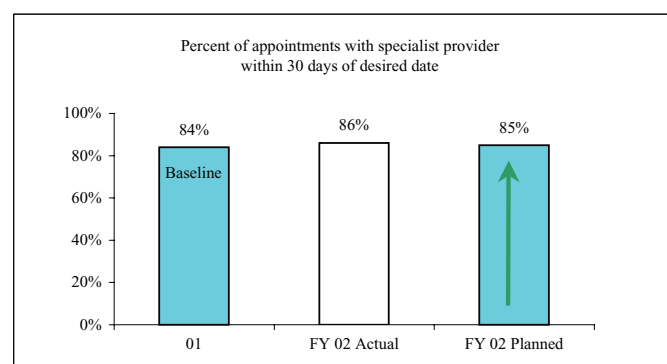 Percent of appointments with specialist provider
within 30 days of desired date
100%
80%
60%
40%
20%
0%
84%
86%
85%
Baseline
01
FY 02 Actual
FY 02 Planned